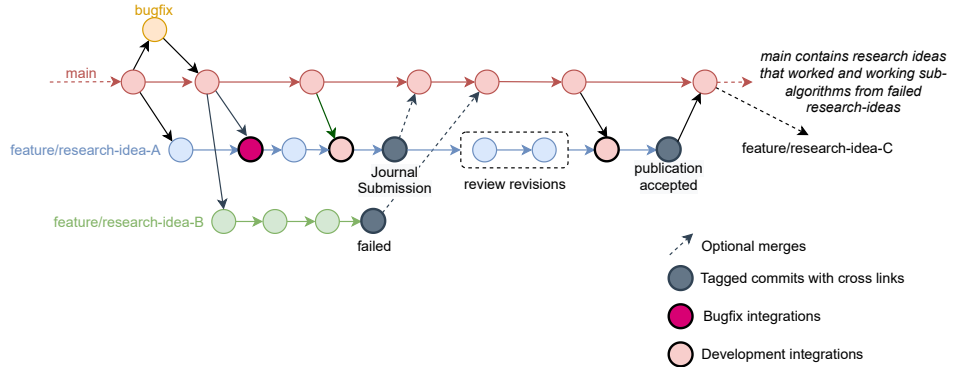 bugfix
main
main contains research ideas
that worked and working sub-
algorithms from failed
research-ideas
feature/research-idea-A
Journal
Submission
review revisions
publication
accepted
feature/research-idea-C
feature/research-idea-B
failed
Optional merges
Tagged commits with cross links
Bugfix integrations
Development integrations